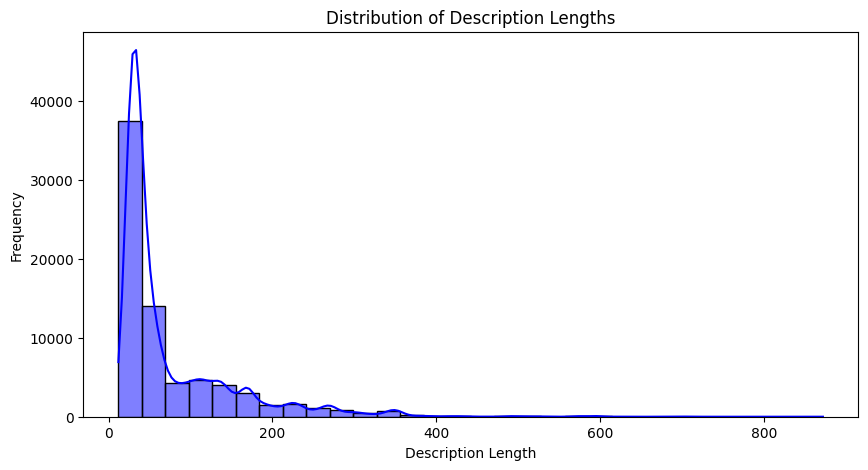 Distribution of Description Lengths
40000
30000
20000
10000
0
Frequency
0 200 400 600 800
Description Length